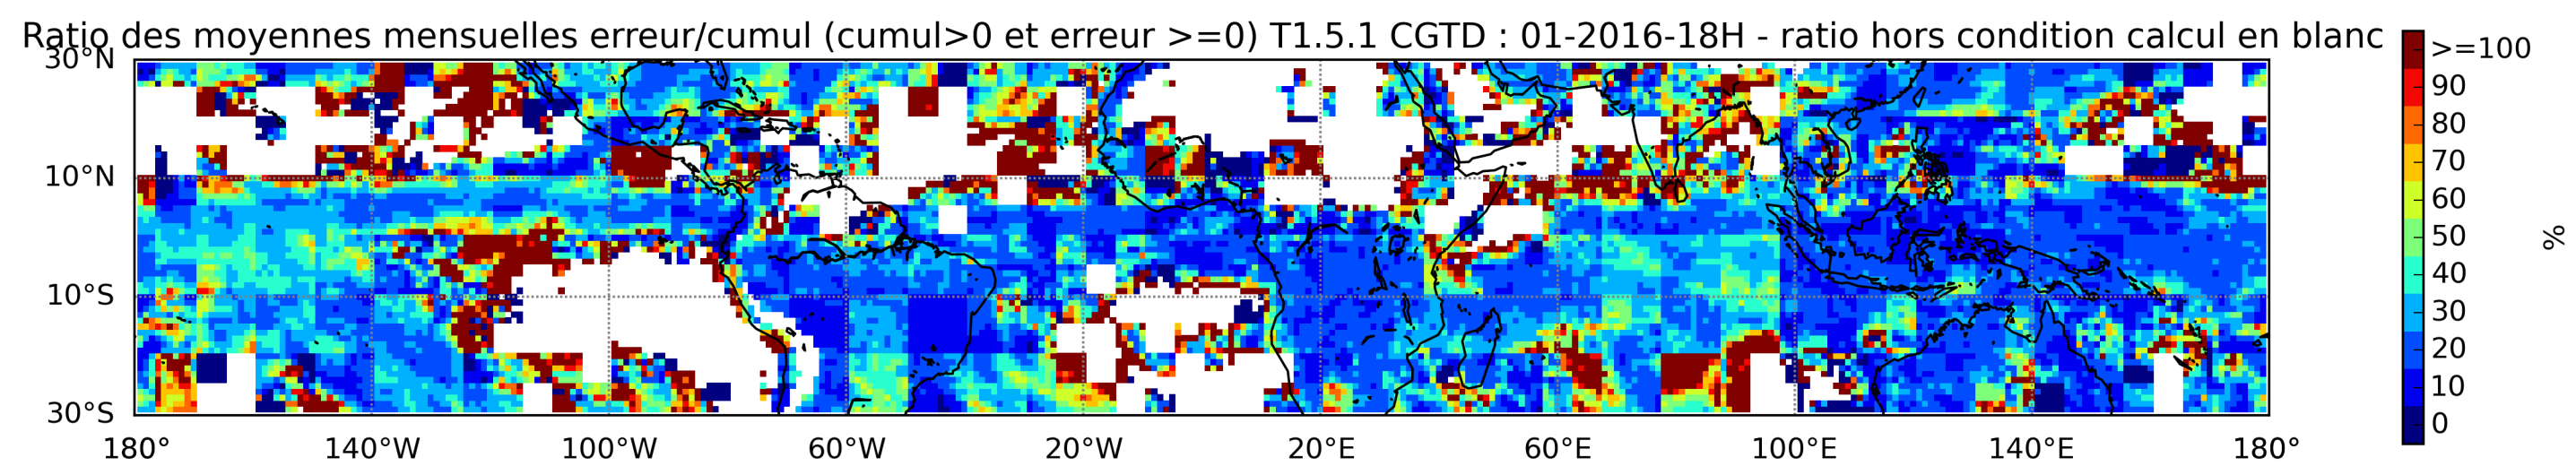 Ratio des moyennes mensuelles erreur/cumul (cumul>0 et erreur >=0) T1.5.1 CGTD : 01-2016-18H - ratio hors condition calcul en blanc
30°N
10°N
10°S
30°S
180° 140°W 100°W 60°W 20°W 20°E 60°E 100°E 140°E 180°
>=100
90
80
70
60
50
40
30
20
10
0
%